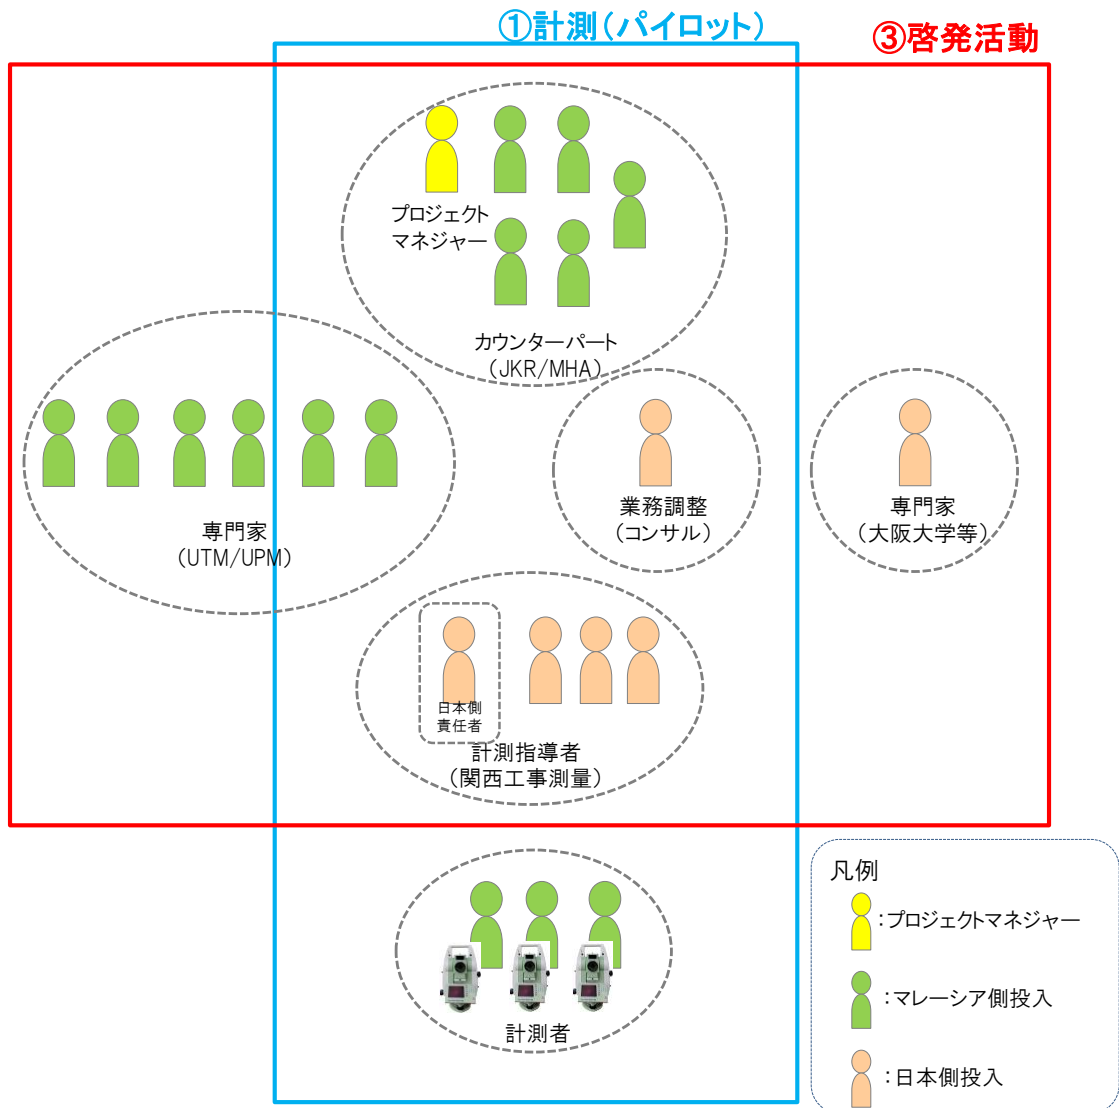 ①計測（パイロット）
③啓発活動
プロジェクト
マネジャー
カウンターパート
（JKR/MHA）
専門家
（UTM/UPM）
業務調整
（コンサル）
専門家
（大阪大学等）
日本側
責任者
計測指導者
（関西工事測量）
計測者
凡例
：プロジェクトマネジャー
：マレーシア側投入
：日本側投入